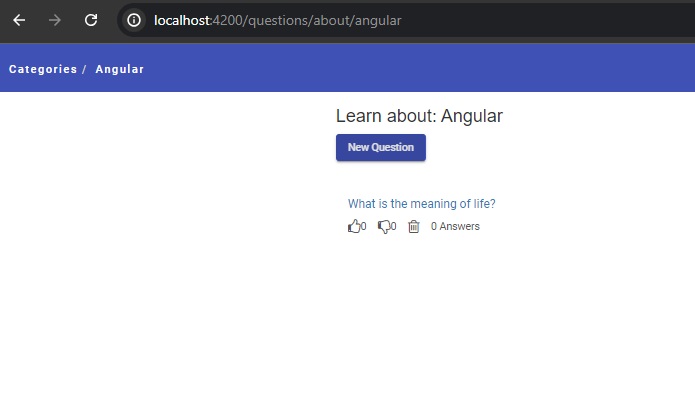 localhost:4200/questions/about/angular
Categories / Angular
Learn about: Angular
New Question
What is the meaning of life?
0 0 0 Answers